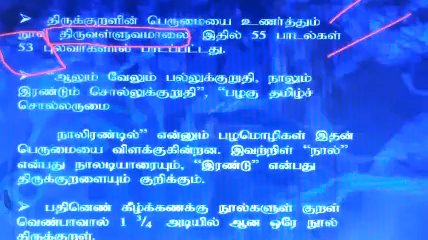 ➢ திருக்குறளின் பெருமையை உணர்த்தும்
நூல் திருவள்ளுவமாலை. இதில் 55 பாடல்கள்
53 புலவர்களால் பாடப்பட்டது.
➢ “ஆலும் வேலும் பல்லுக்குறுதி, நாலும்
இரண்டும் சொல்லுக்குறுதி”, “பழகு தமிழ்ச்
சொல்லருமை
நாலிரண்டில்” என்னும் பழமொழிகள் இதன்
பெருமையை விளக்குகின்றன. இவற்றிள் “நால்”
என்பது நாலடியாரையும், “இரண்டு” என்பது
திருக்குறளையும் குறிக்கும்.
➢ பதினெண் கீழ்க்கணக்கு நூல்களுள் குறள்
வெண்பாவால் 1 ³/₄ அடியில் ஆன ஒரே நூல்
திருக்குறள்.